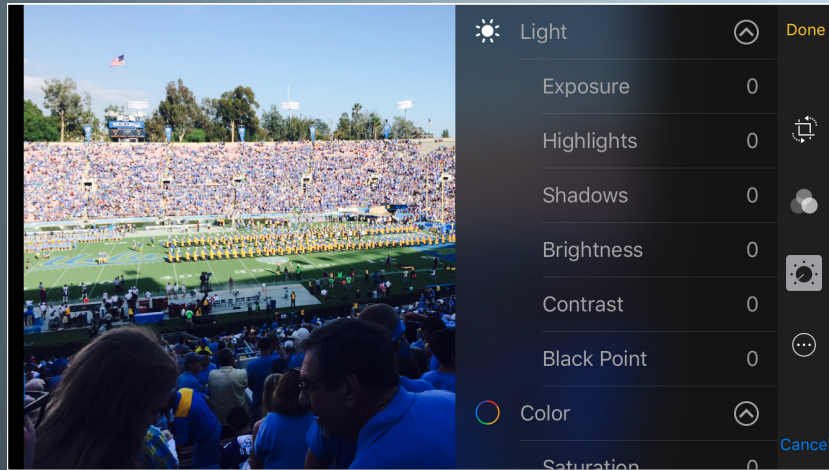 Light
Done
Exposure 0
Highlights 0
Shadows 0
Brightness 0
Contrast 0
Black Point 0
Color
Cance
Saturation 0